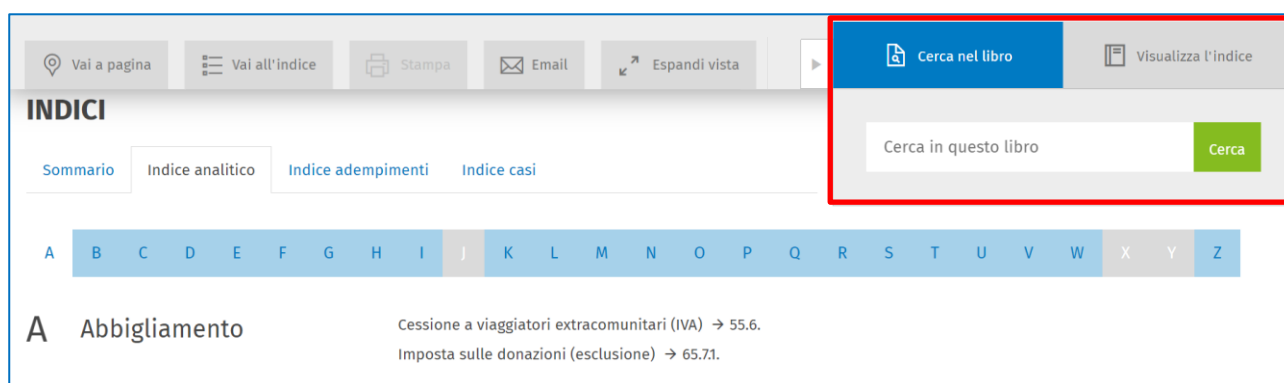 Vai a pagina Vai all'indice Stampa Email Espandi vista Cerca nel libro Visualizza l'indice
INDICI
Cerca in questo libro Cerca
Sommario Indice analitico Indice adempimenti Indice casi
A B C D E F G H I J K L M N O P Q R S T U V W X Y Z
A Abbigliamento Cessione a viaggiatori extracomunitari (IVA) → 55.6.
Imposta sulle donazioni (esclusione) → 65.7.1.